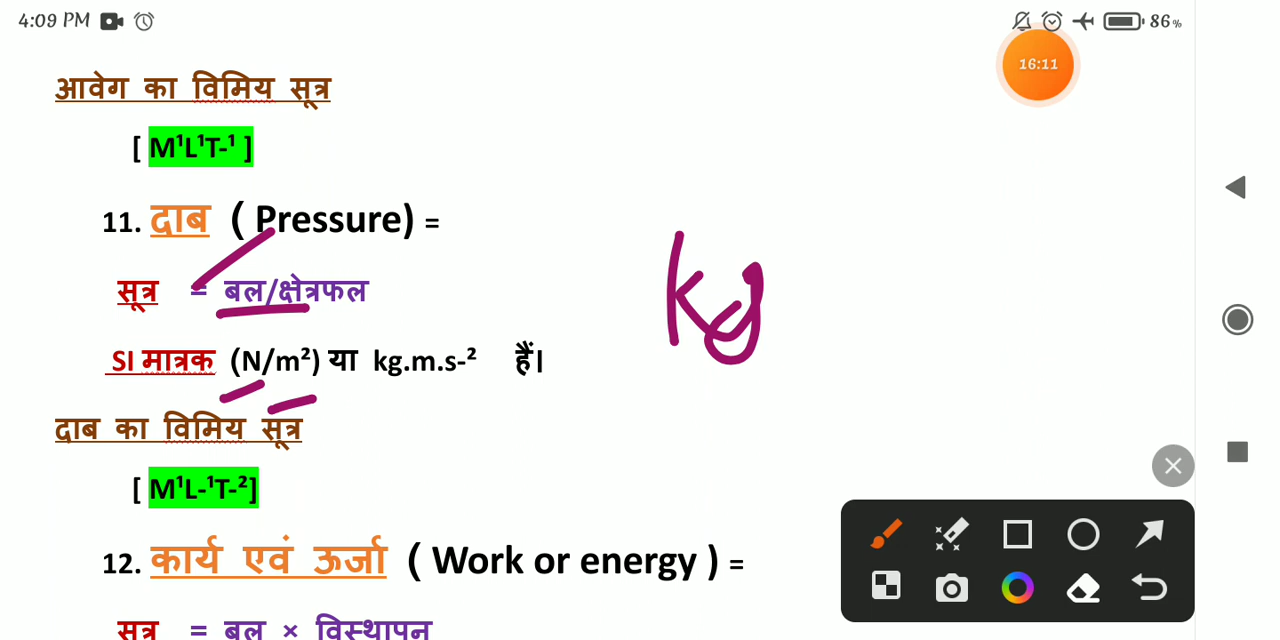 4:09 PM 86%
16:11
आवेग का विमिय सूत्र
[ M¹L¹T-¹ ]
11. दाब ( Pressure) =
सूत्र = बल/क्षेत्रफल
kg
SI मात्रक (N/m²) या kg.m.s-² हैं।
दाब का विमिय सूत्र
[ M¹L-¹T-²]
12. कार्य एवं ऊर्जा ( Work or energy ) =
सूत्र = बल × विस्थापन